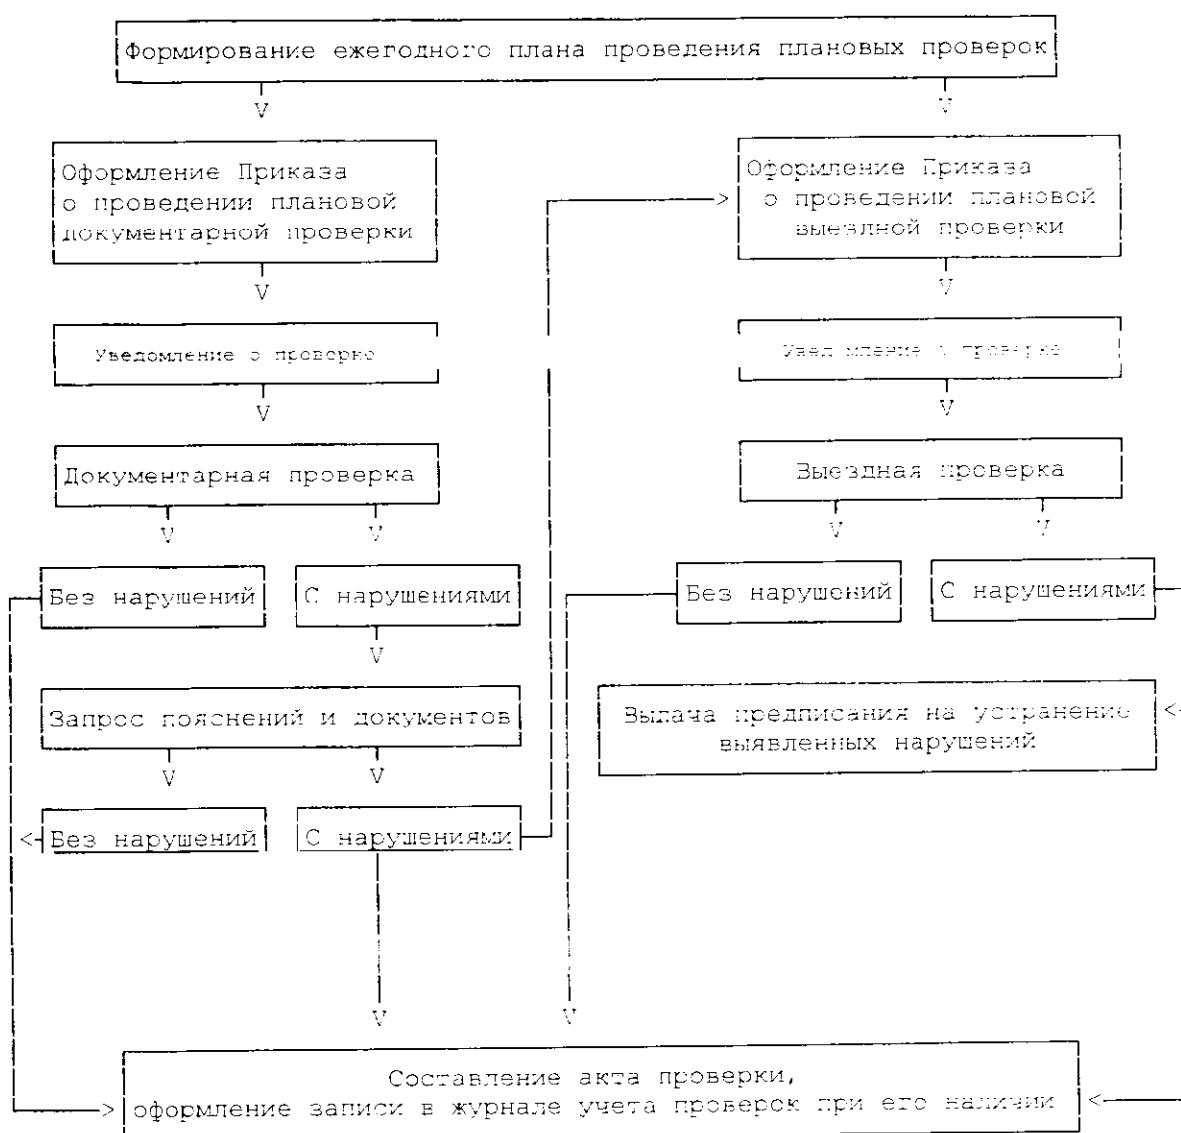 Формирование ежегодного плана проведения плановых проверок
Оформление Приказа
о проведении плановой
документарной проверки
Оформление Приказа
о проведении плановой
выездной проверки
Уведомление о проверке
Уведомление о проверке
Документарная проверка
Выездная проверка
Без нарушений
С нарушениями
Без нарушений
С нарушениями
Запрос пояснений и документов
Выдача предписания на устранение
выявленных нарушений
Без нарушений
С нарушениями
Составление акта проверки,
оформление записи в журнале учета проверок при его наличии